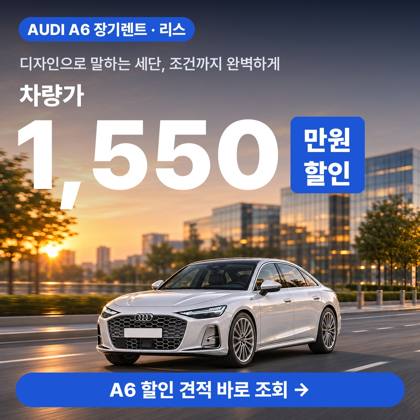 AUDI A6 장기렌트 · 리스
디자인으로 말하는 세단, 조건까지 완벽하게
차량가
1,550
만원
할인
A6 할인 견적 바로 조회 →